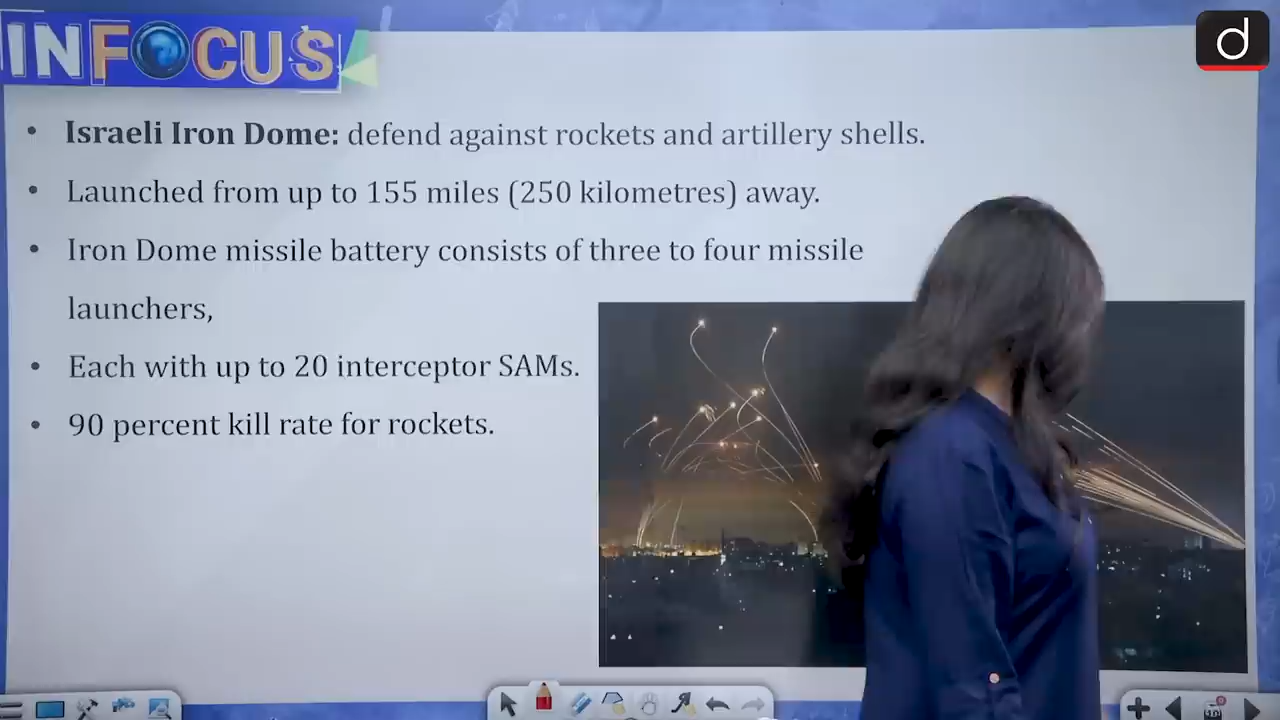 INFOCUS
d
Israeli Iron Dome: defend against rockets and artillery shells.
Launched from up to 155 miles (250 kilometres) away.
Iron Dome missile battery consists of three to four missile
launchers,
Each with up to 20 interceptor SAMs.
90 percent kill rate for rockets.